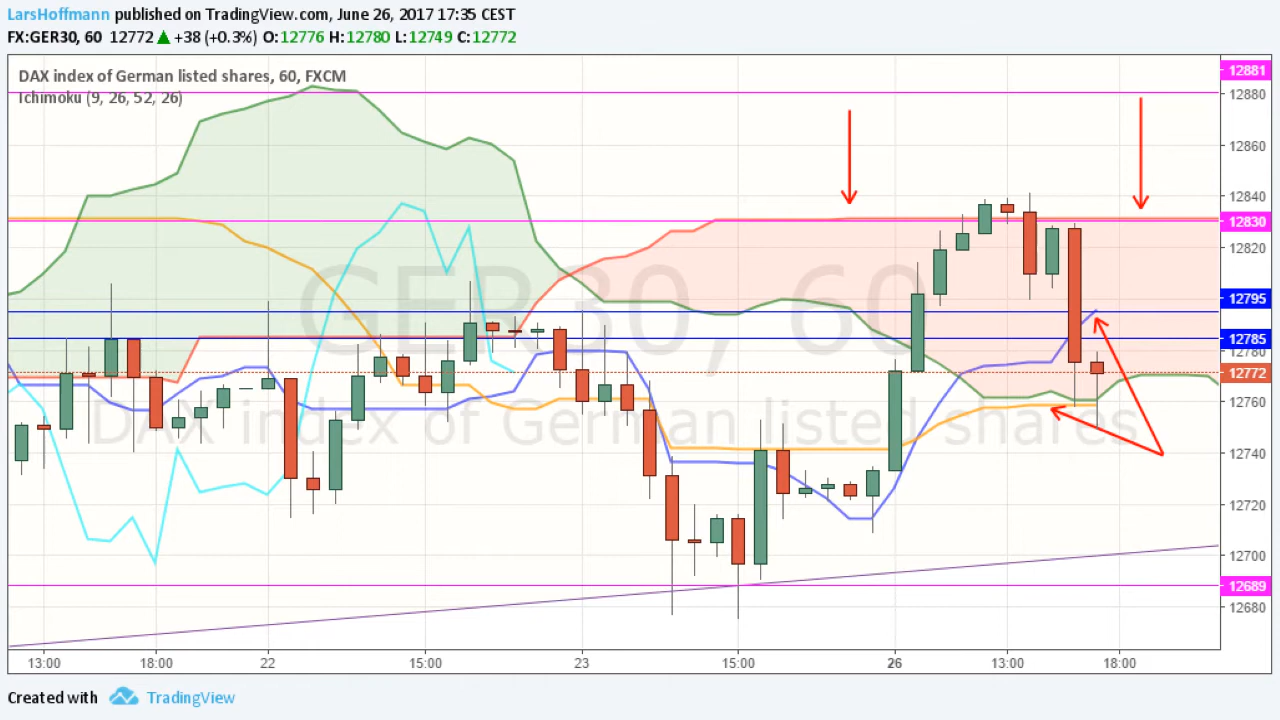 LarsHoffmann published on TradingView.com, June 26, 2017 17:35 CEST
FX:GER30, 60 12772 ▲ +38 (+0.3%) O:12776 H:12780 L:12749 C:12772
DAX index of German listed shares, 60, FXCM
Ichimoku (9, 26, 52, 26)
GER30, 60
DAX index of German listed shares
12881
12880
12860
12840
12830
12820
12795
12785
12780
12772
12760
12740
12720
12700
12689
12680
13:00 18:00 22 15:00 23 15:00 26 13:00 18:00
Created with TradingView